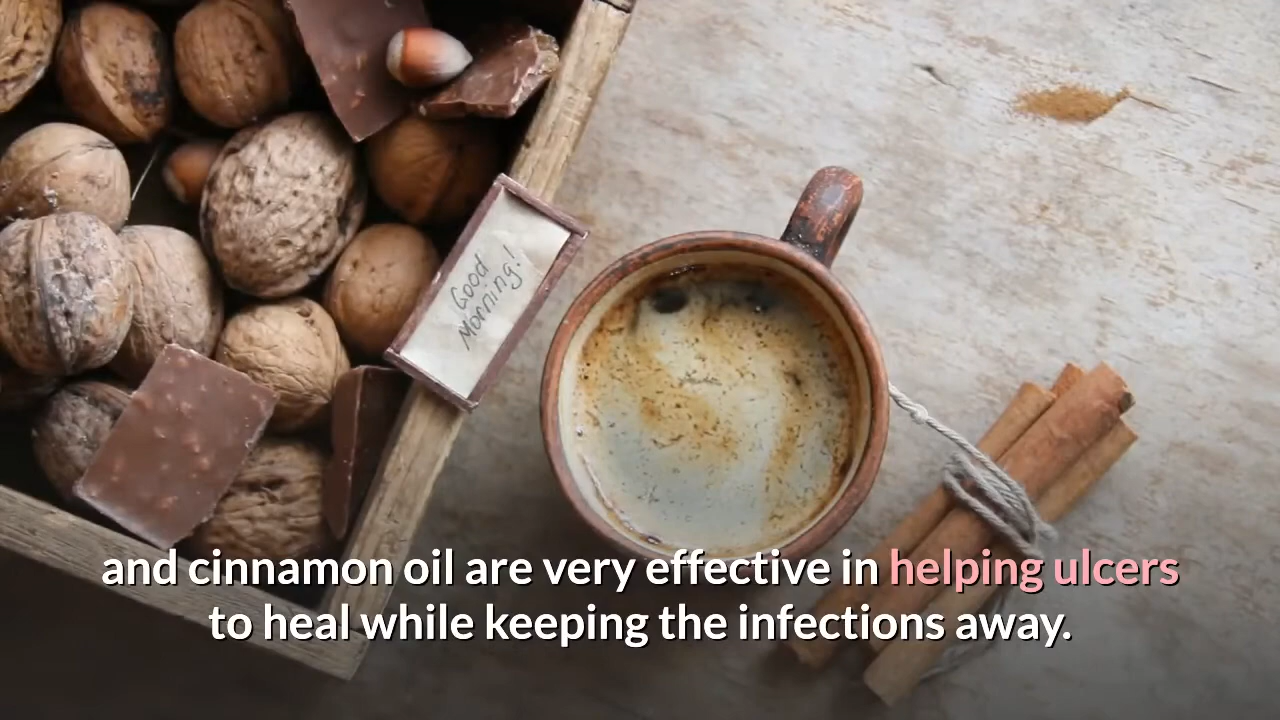 Good
Morning!
and cinnamon oil are very effective in helping ulcers
to heal while keeping the infections away.